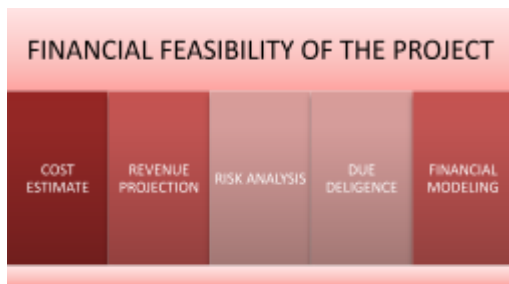 FINANCIAL FEASIBILITY OF THE PROJECT
COST
ESTIMATE
REVENUE
PROJECTION
RISK ANALYSIS
DUE
DELIGENCE
FINANCIAL
MODELING